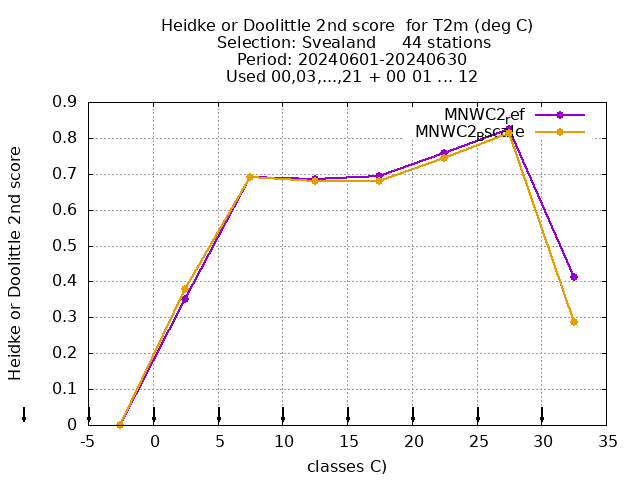 Heidke or Doolittle 2nd score for T2m (deg C)
Selection: Svealand 44 stations
Period: 20240601-20240630
Used 00,03,...,21 + 00 01 ... 12
Heidke or Doolittle 2nd score
0.9
0.8
0.7
0.6
0.5
0.4
0.3
0.2
0.1
0
MNWC2ref
-5
0
5
10
15
20
25
30
35
classes C)